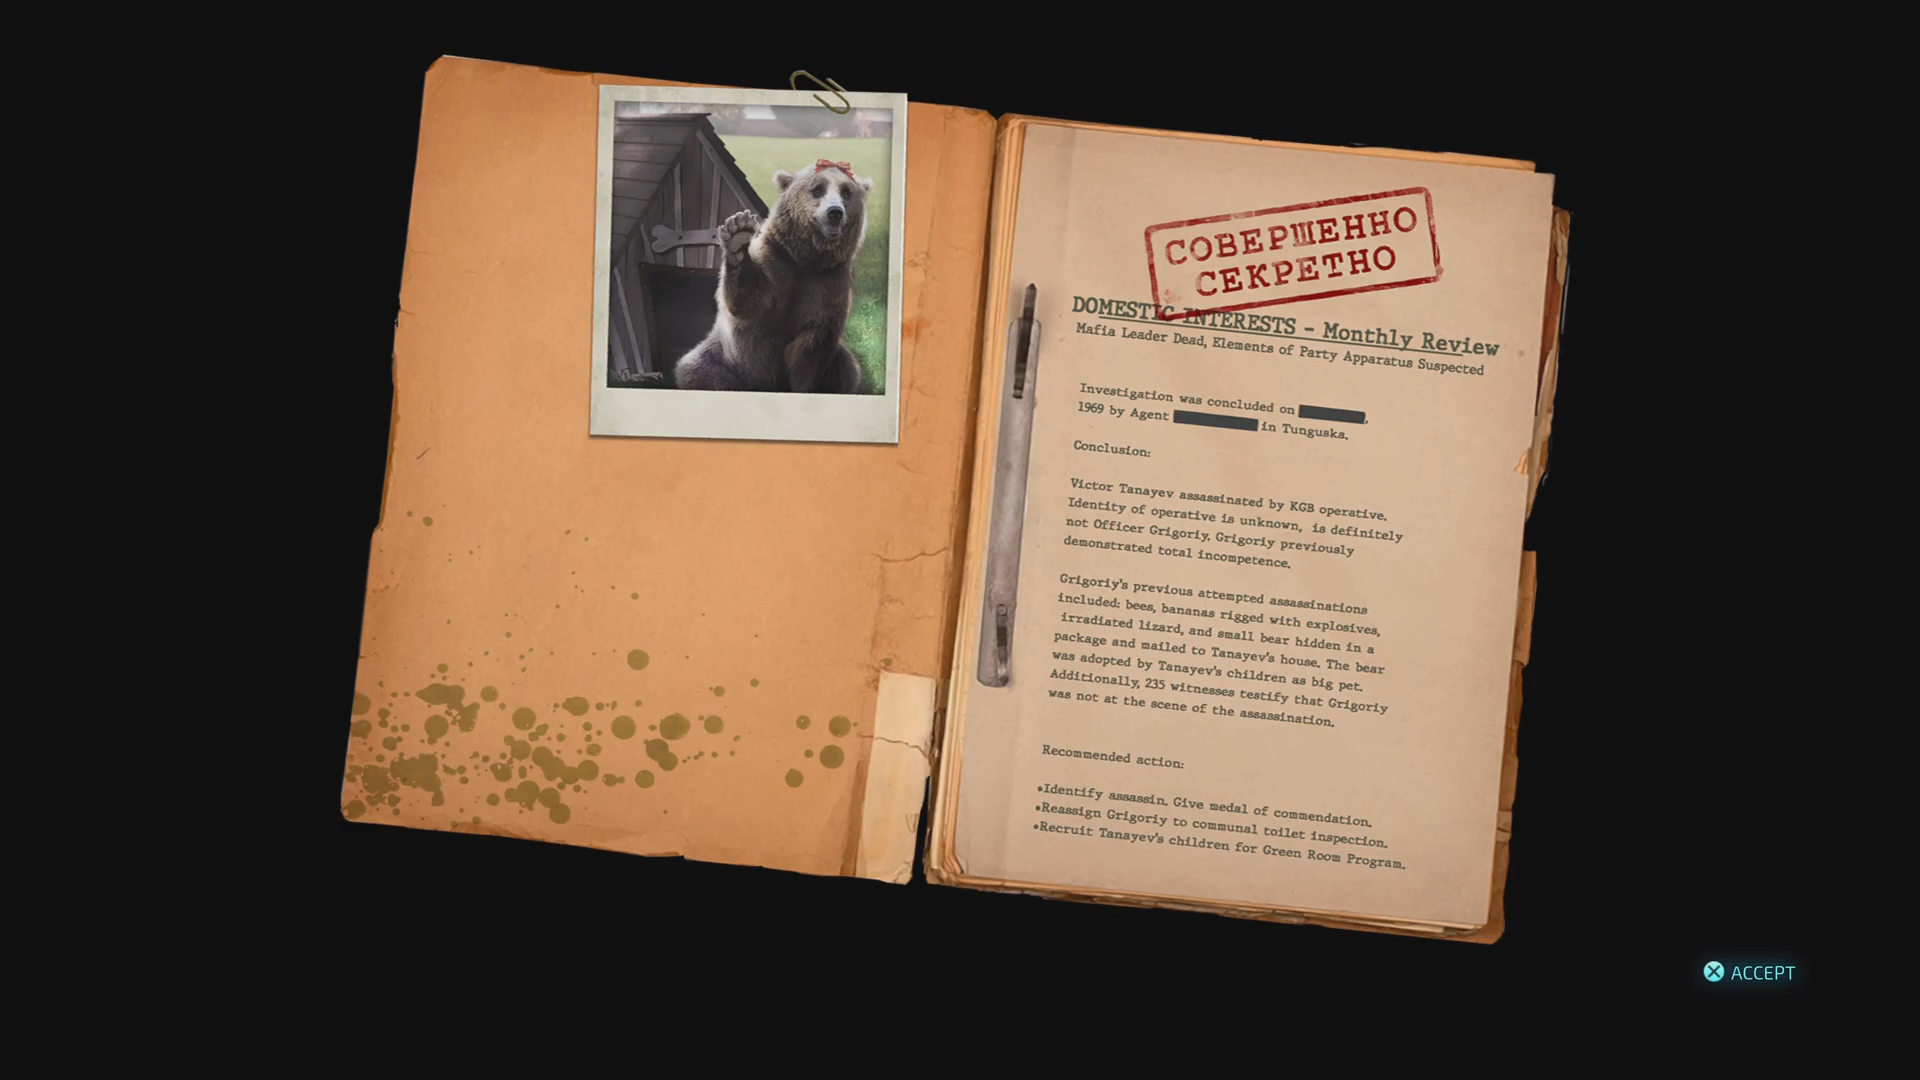 СОВЕРШЕННО
СЕКРЕТНО
DOMESTIC INTERESTS - Monthly Review
Mafia Leader Dead, Elements of Party Apparatus Suspected
Investigation was concluded on ,
1969 by Agent in Tunguska.
Conclusion:
Victor Tanayev assassinated by KGB operative.
Identity of operative is unknown, is definitely
not Officer Grigoriy. Grigoriy previously
demonstrated total incompetence.
Grigoriy's previous attempted assassinations
included: bees, bananas rigged with explosives,
irradiated lizard, and small bear hidden in a
package and mailed to Tanayev's house. The bear
was adopted by Tanayev's children as big pet.
Additionally, 235 witnesses testify that Grigoriy
was not at the scene of the assassination.
Recommended action:
•Identify assassin. Give medal of commendation.
•Reassign Grigoriy to communal toilet inspection.
•Recruit Tanayev's children for Green Room Program.
ACCEPT